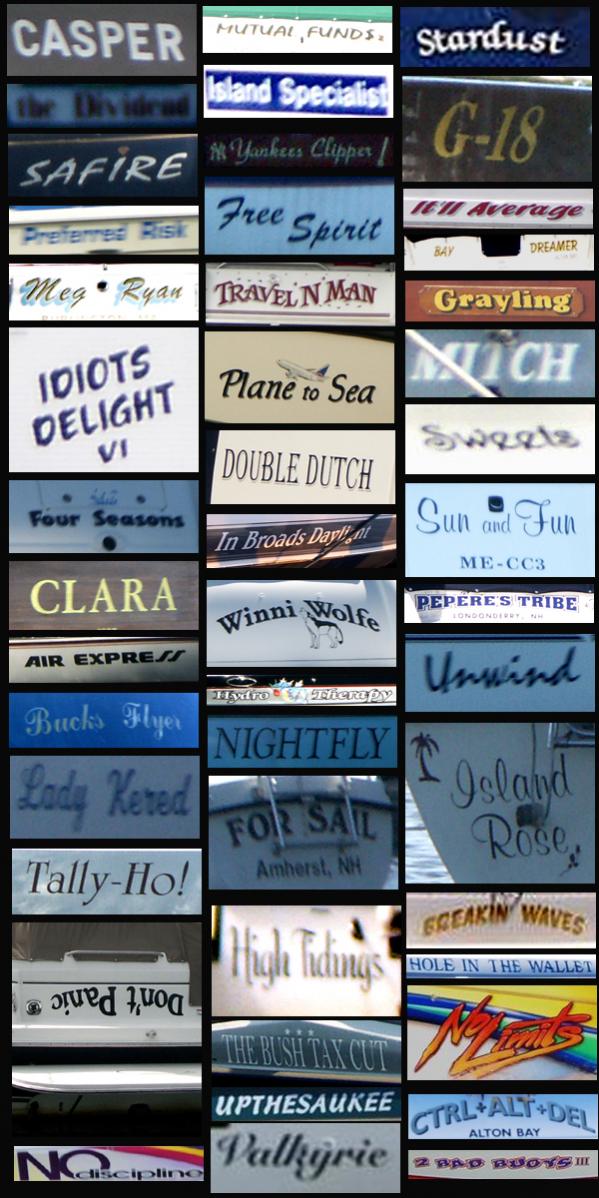 CASPER
the Dividend
SAFIRE
Preferred Risk
Meg Ryan
IDIOTS
DELIGHT
VI
Four Seasons
CLARA
AIR EXPRESS
Bucks Flyer
Lady Kered
Tally-Ho!
Don't Panic
NO discipline
MUTUAL FUNDS
Island Specialist
NY Yankees Clipper
Free Spirit
TRAVEL'N'MAN
Plane to Sea
DOUBLE DUTCH
In Broads Daylight
Winni Wolfe
Hydro Therapy
NIGHTFLY
FOR SAIL
Amherst, NH
High Tidings
THE BUSH TAX CUT
UPTHESAUKEE
Valkyrie
Stardust
G-18
It'll Average
BAY DREAMER
Grayling
MITCH
Sweets
Sun and Fun
ME-CC3
PEPERE'S TRIBE
LONDONDERRY, NH
Unwind
Island
Rose
BREAKIN' WAVES
HOLE IN THE WALLET
No Limits
CTRL+ALT+DEL
ALTON BAY
2 BAD BUOYS III